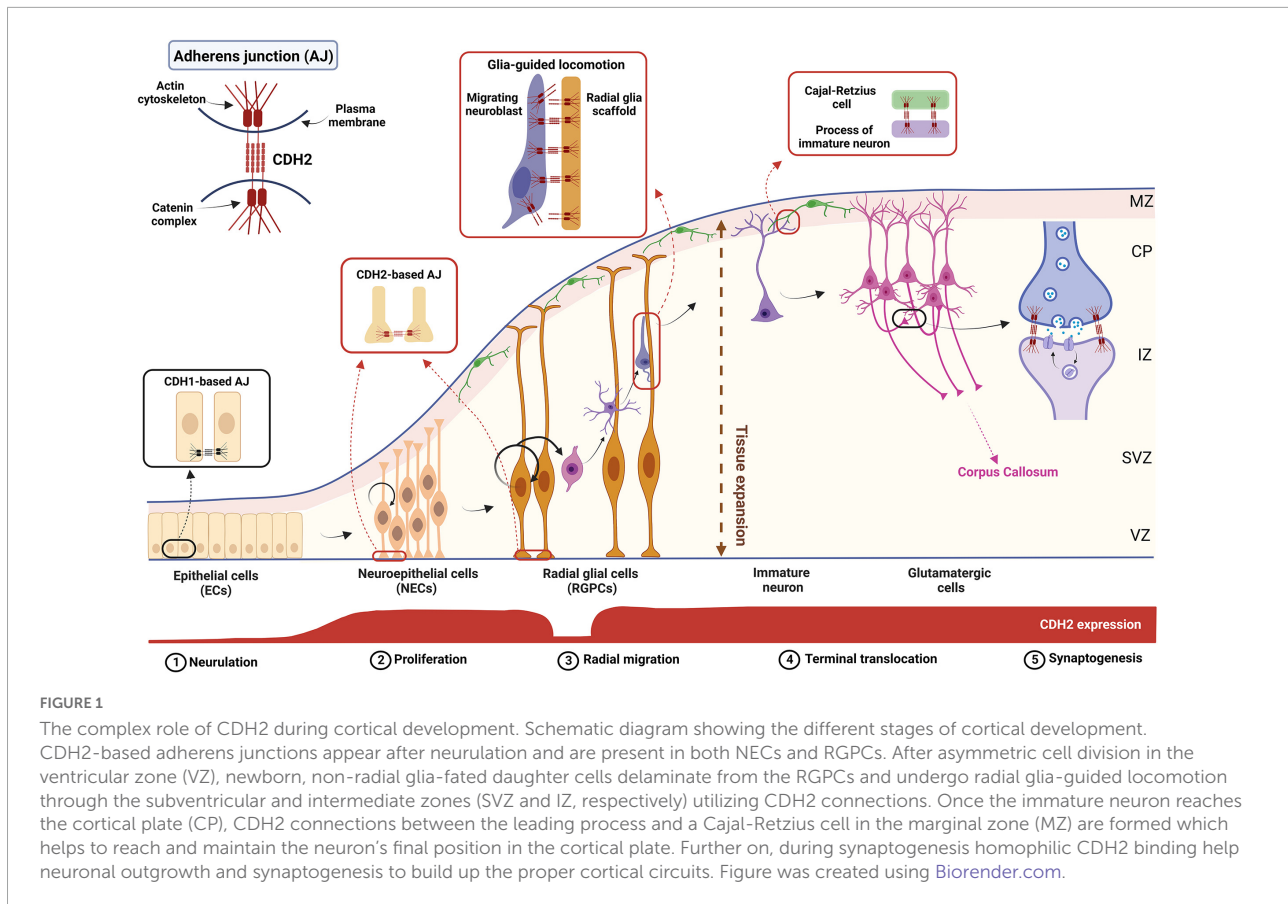 Adherens junction (AJ)
Actin
cytoskeleton
Plasma
membrane
CDH2
Catenin
complex
Glia-guided locomotion
Migrating
neuroblast
Radial glia
scaffold
Cajal-Retzius
cell
Process of
immature neuron
CDH2-based AJ
CDH1-based AJ
MZ
CP
IZ
SVZ
VZ
Tissue expansion
Corpus Callosum
Epithelial cells
(ECs)
Neuroepithelial cells
(NECs)
Radial glial cells
(RGPCs)
Immature
neuron
Glutamatergic
cells
CDH2 expression
1 Neurulation
2 Proliferation
3 Radial migration
4 Terminal translocation
5 Synaptogenesis
FIGURE 1
The complex role of CDH2 during cortical development. Schematic diagram showing the different stages of cortical development.
CDH2-based adherens junctions appear after neurulation and are present in both NECs and RGPCs. After asymmetric cell division in the
ventricular zone (VZ), newborn, non-radial glia-fated daughter cells delaminate from the RGPCs and undergo radial glia-guided locomotion
through the subventricular and intermediate zones (SVZ and IZ, respectively) utilizing CDH2 connections. Once the immature neuron reaches
the cortical plate (CP), CDH2 connections between the leading process and a Cajal-Retzius cell in the marginal zone (MZ) are formed which
helps to reach and maintain the neuron's final position in the cortical plate. Further on, during synaptogenesis homophilic CDH2 binding help
neuronal outgrowth and synaptogenesis to build up the proper cortical circuits. Figure was created using Biorender.com.